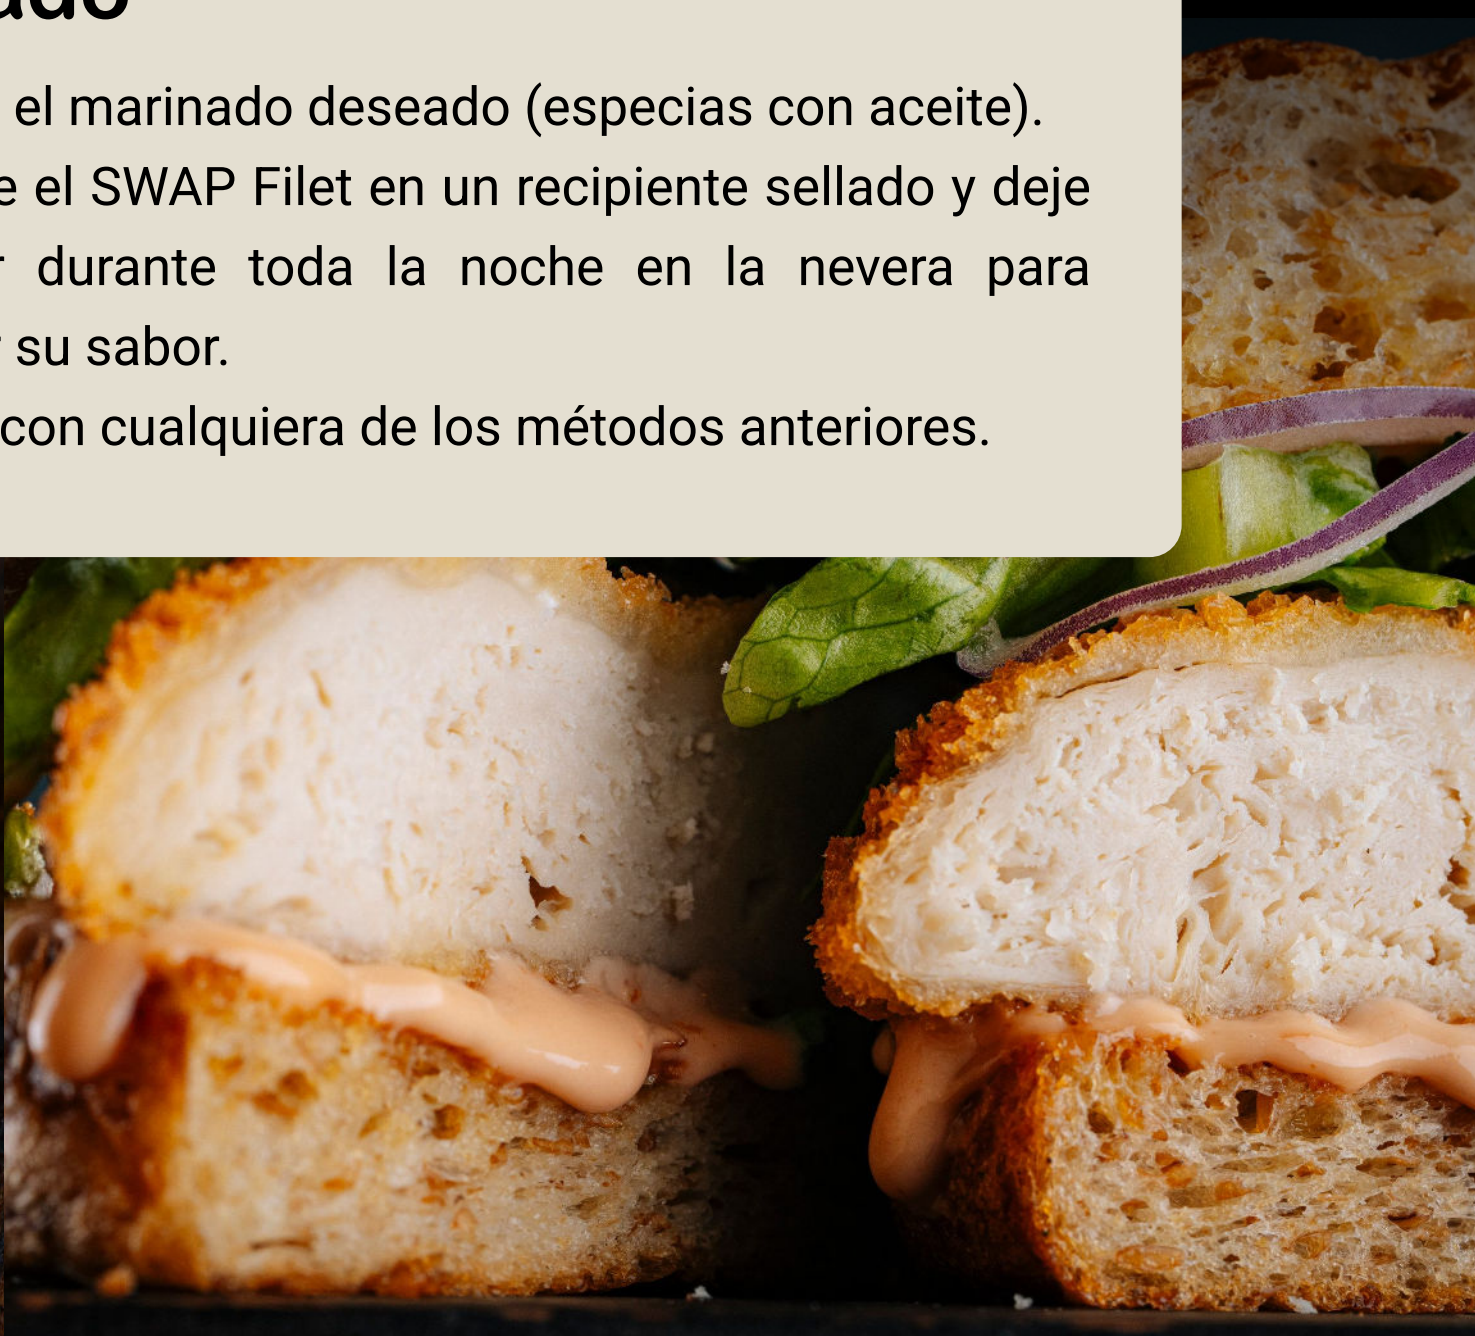 el marinado deseado (especias con aceite).
el SWAP Filet en un recipiente sellado y deje
durante toda la noche en la nevera para
su sabor.
con cualquiera de los métodos anteriores.